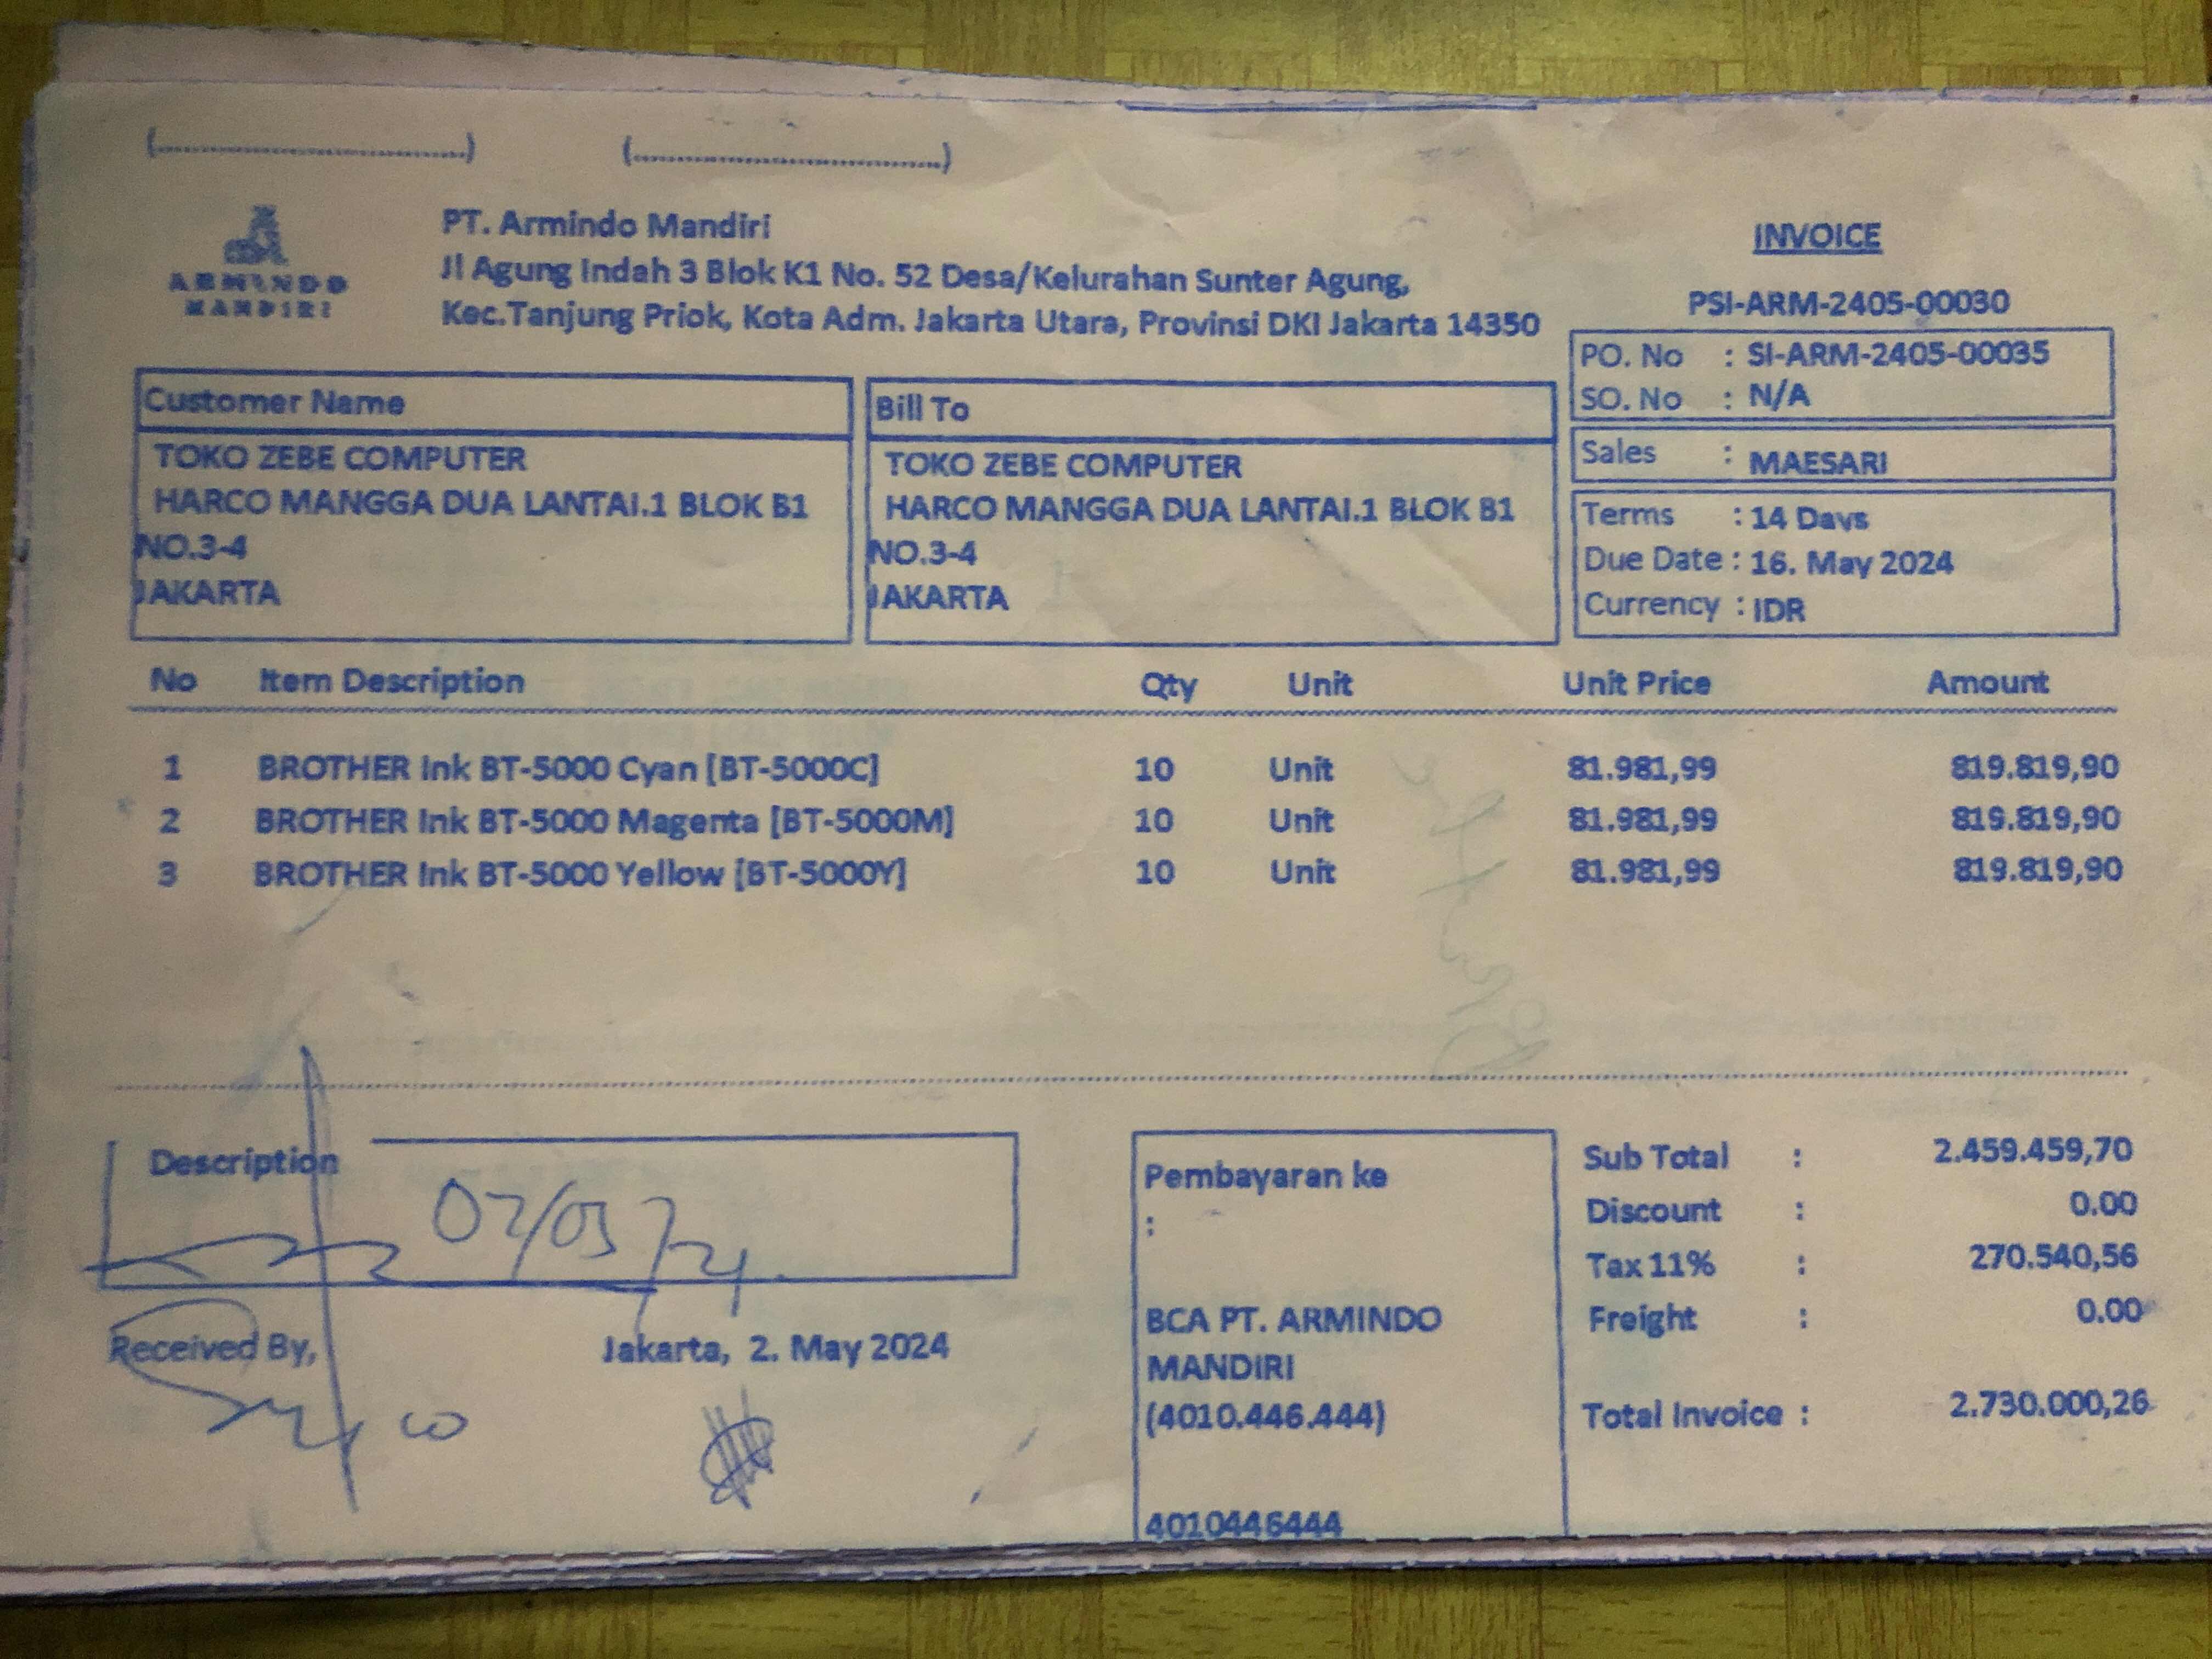 (........................................) (........................................)
ARMINDO
MANDIRI
PT. Armindo Mandiri
Jl Agung Indah 3 Blok K1 No. 52 Desa/Kelurahan Sunter Agung,
Kec.Tanjung Priok, Kota Adm. Jakarta Utara, Provinsi DKI Jakarta 14350
INVOICE
PSI-ARM-2405-00030
PO. No : SI-ARM-2405-00035
SO. No : N/A
Sales : MAESARI
Terms : 14 Days
Due Date : 16. May 2024
Currency : IDR
Customer Name
TOKO ZEBE COMPUTER
HARCO MANGGA DUA LANTAI.1 BLOK B1
NO.3-4
JAKARTA
Bill To
TOKO ZEBE COMPUTER
HARCO MANGGA DUA LANTAI.1 BLOK B1
NO.3-4
JAKARTA
No Item Description Qty Unit Unit Price Amount
1 BROTHER Ink BT-5000 Cyan [BT-5000C] 10 Unit 81.981,99 819.819,90
2 BROTHER Ink BT-5000 Magenta [BT-5000M] 10 Unit 81.981,99 819.819,90
3 BROTHER Ink BT-5000 Yellow [BT-5000Y] 10 Unit 81.981,99 819.819,90
Description
02/05/24
Received By,
Jakarta, 2. May 2024
Pembayaran ke
:
BCA PT. ARMINDO
MANDIRI
(4010.446.444)
4010446444
Sub Total : 2.459.459,70
Discount : 0.00
Tax 11% : 270.540,56
Freight : 0.00
Total Invoice : 2.730.000,26